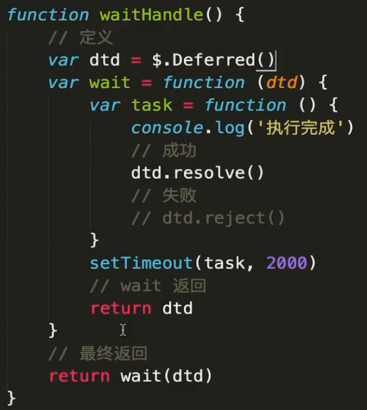 function waitHandle() {
// 定义
var dtd = $.Deferred()
var wait = function (dtd) {
var task = function () {
console.log('执行完成')
// 成功
dtd.resolve()
// 失败
// dtd.reject()
}
setTimeout(task, 2000)
// wait 返回
return dtd
}
// 最终返回
return wait(dtd)
}